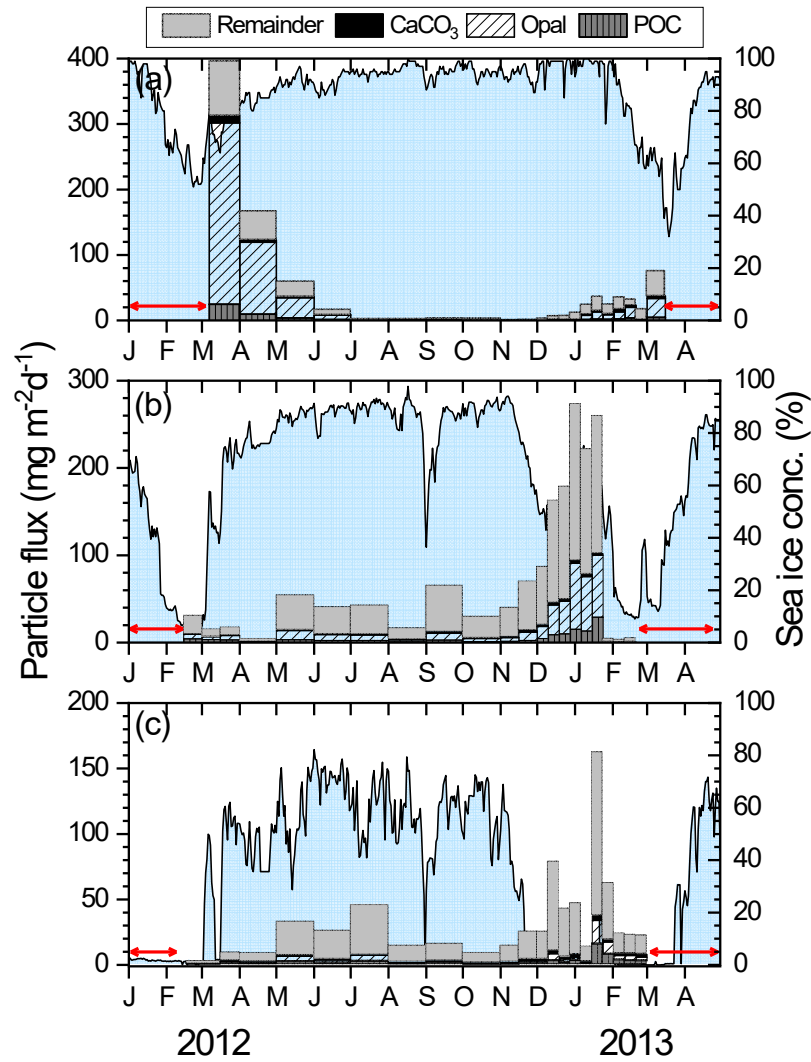 Remainder CaCO₃ Opal POC
(a)
400 300 200 100 0
100 80 60 40 20 0
J F M A M J J A S O N D J F M A
(b)
300 200 100 0
100 80 60 40 20 0
J F M A M J J A S O N D J F M A
(c)
200 150 100 50 0
100 80 60 40 20 0
J F M A M J J A S O N D J F M A
Particle flux (mg m⁻²d⁻¹)
Sea ice conc. (%)
2012 2013